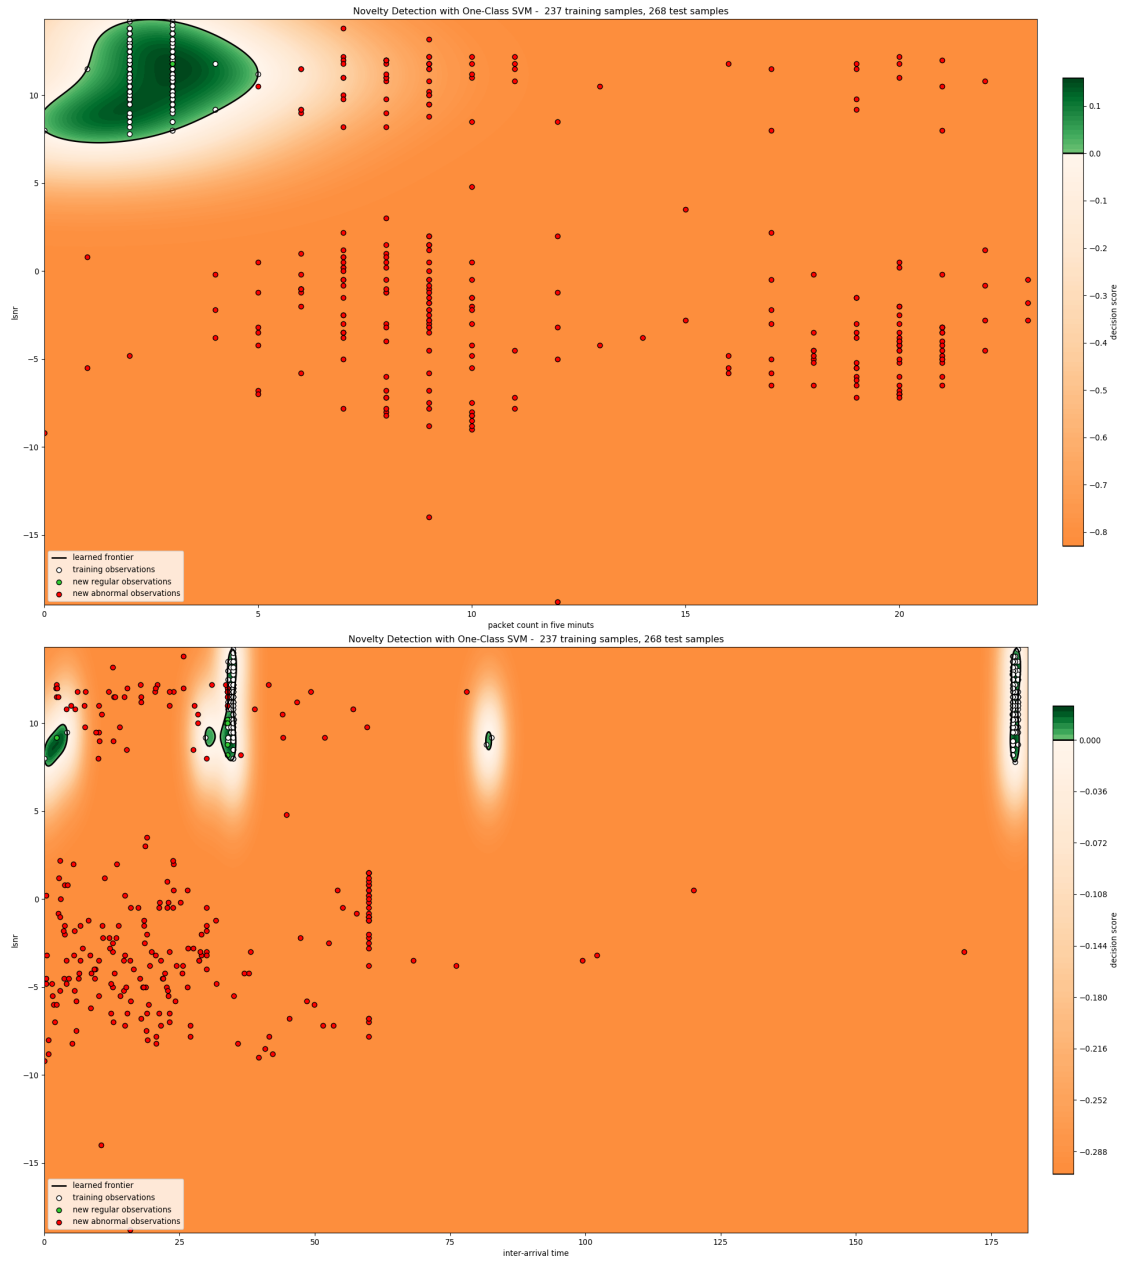 Novelty Detection with One-Class SVM - 237 training samples, 268 test samples
10
5
0
−5
−10
−15
lsnr
0
5
10
15
20
packet count in five minuts
learned frontier
training observations
new regular observations
new abnormal observations
0.1
0.0
−0.1
−0.2
−0.3
−0.4
−0.5
−0.6
−0.7
−0.8
decision score
Novelty Detection with One-Class SVM - 237 training samples, 268 test samples
10
5
0
−5
−10
−15
lsnr
0
25
50
75
100
125
150
175
inter-arrival time
learned frontier
training observations
new regular observations
new abnormal observations
0.000
−0.036
−0.072
−0.108
−0.144
−0.180
−0.216
−0.252
−0.288
decision score